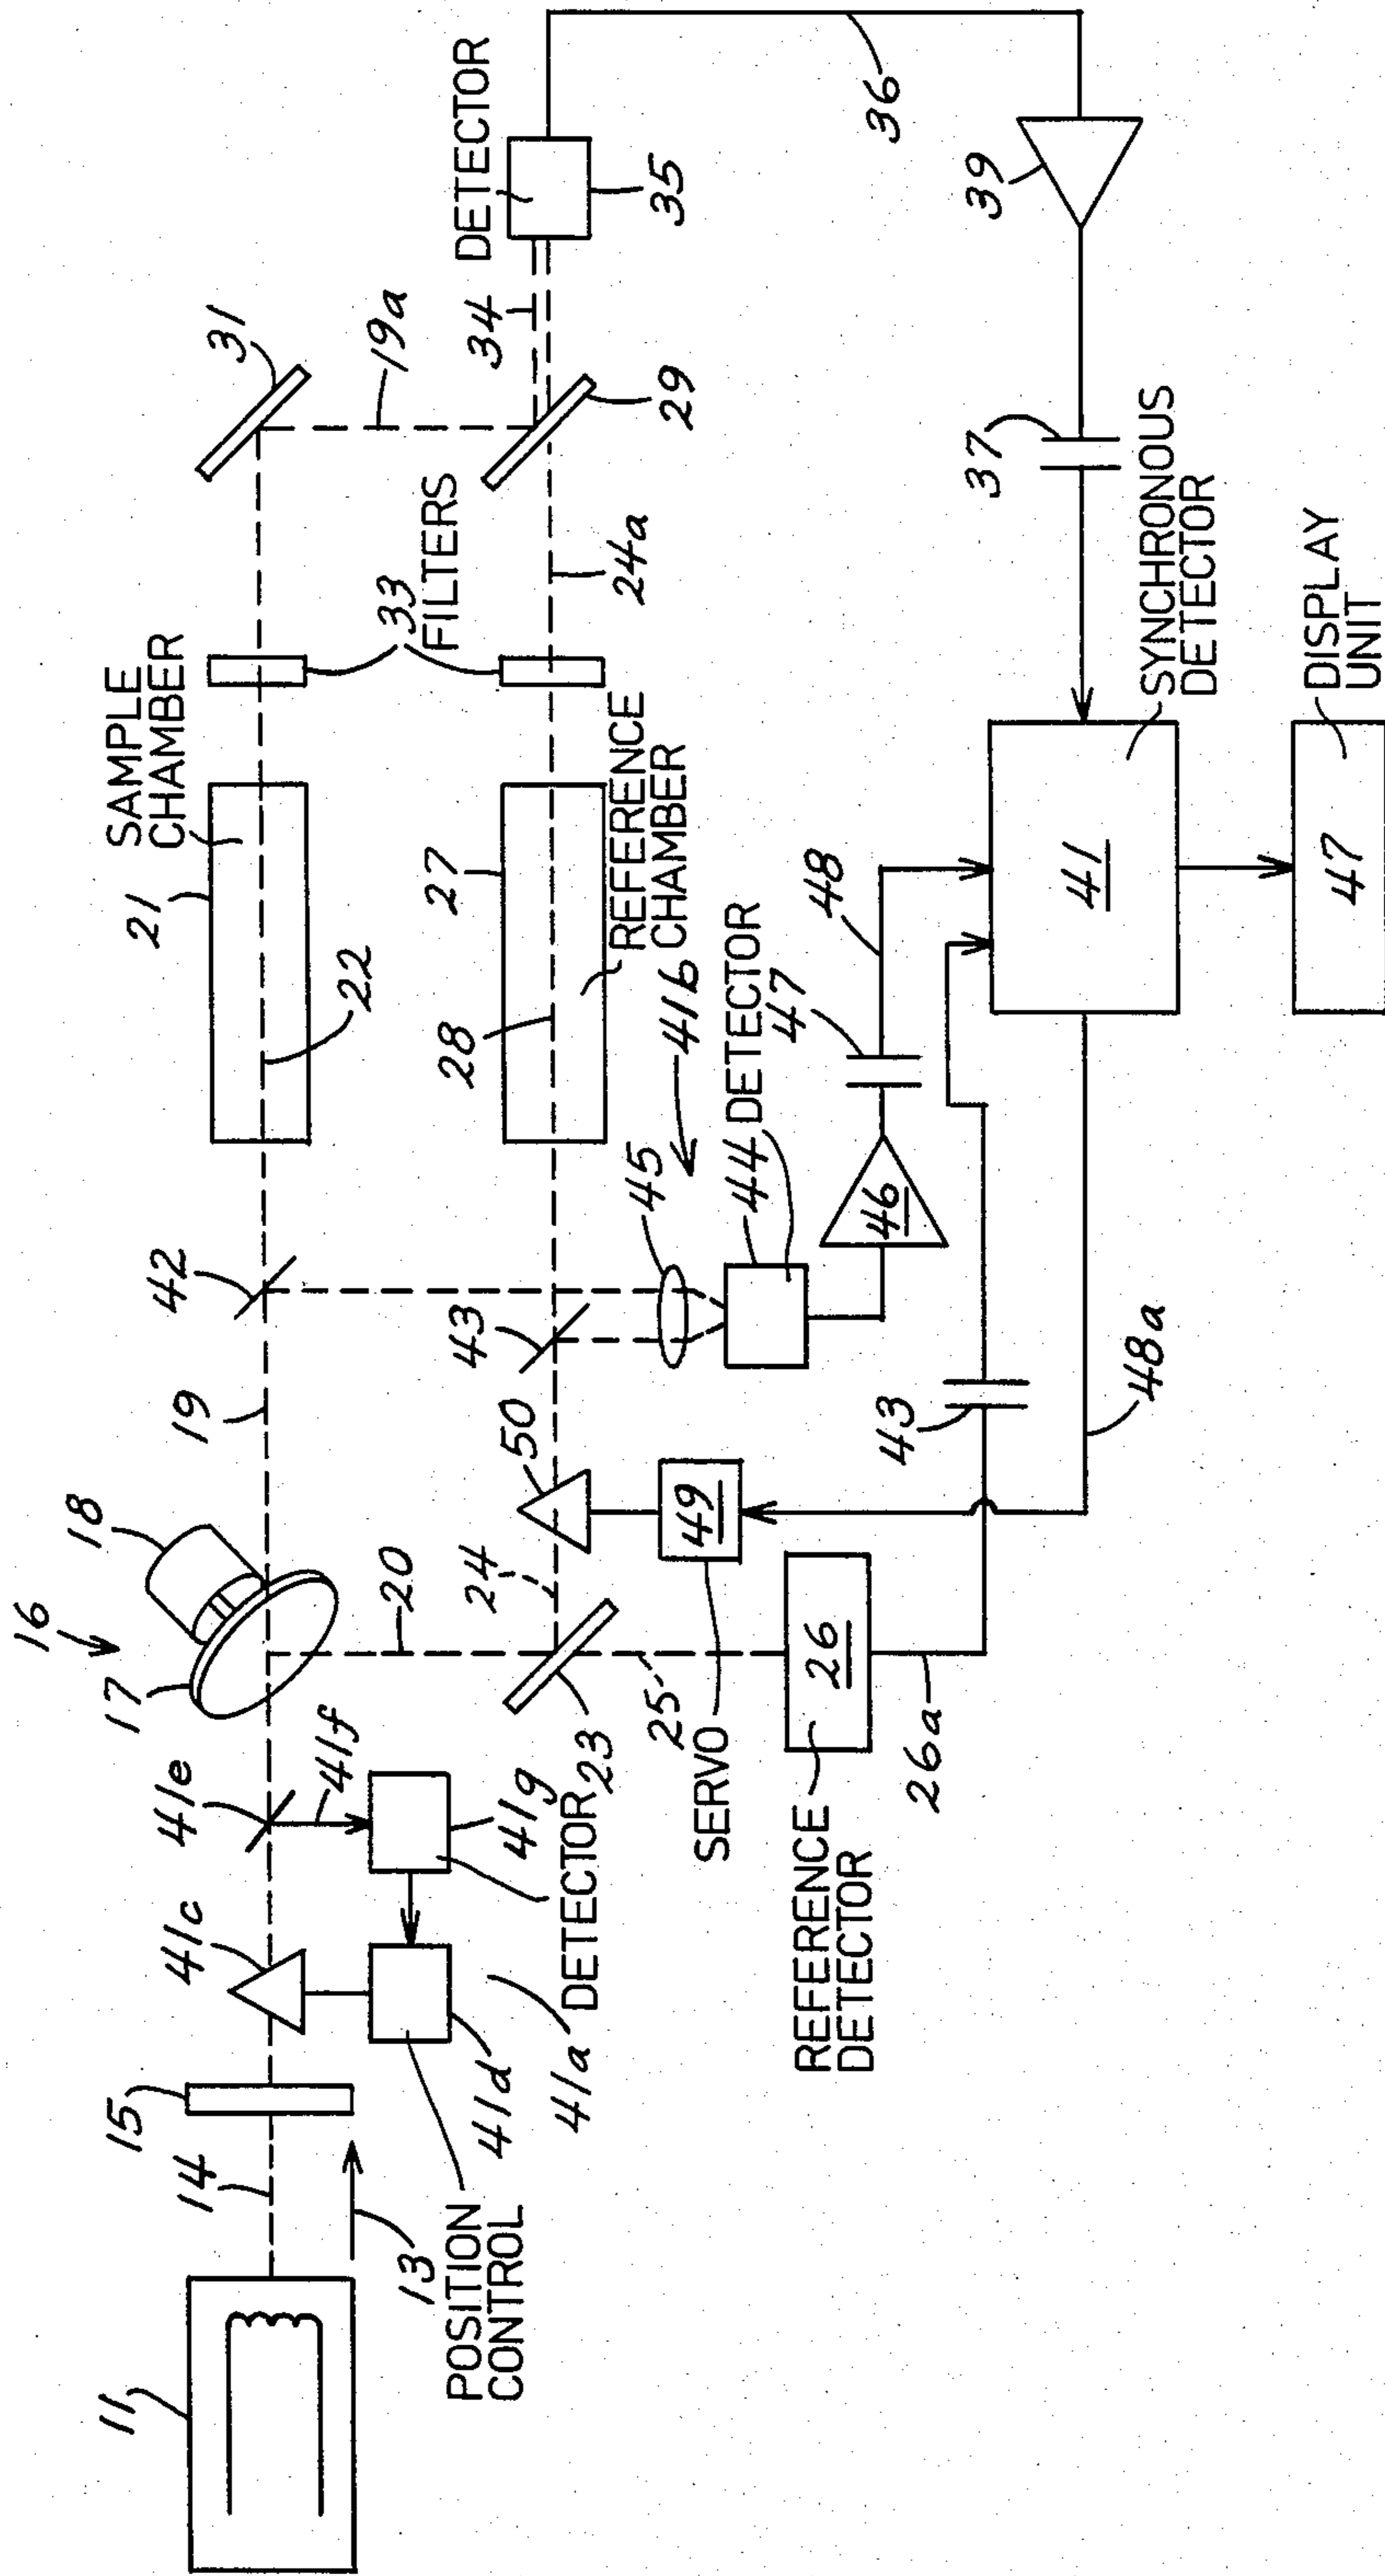 11
14
15
13
POSITION
CONTROL
41c
41d
41a
41e
41f
41g
DETECTOR
16
17
18
20
23
25
24
19
50
SERVO
49
REFERENCE
DETECTOR
26
26a
42
43
45
41b
44
DETECTOR
46
47
48
43
48a
21
SAMPLE
CHAMBER
22
27
28
REFERENCE
CHAMBER
33
FILTERS
31
19a
24a
29
34
DETECTOR
35
36
39
37
41
SYNCHRONOUS
DETECTOR
47
DISPLAY
UNIT